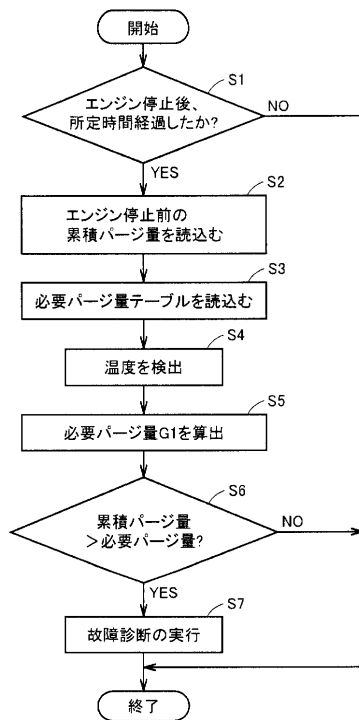 開始
S1
エンジン停止後、
所定時間経過したか?
NO
YES
S2
エンジン停止前の
累積パージ量を読込む
S3
必要パージ量テーブルを読込む
S4
温度を検出
S5
必要パージ量G1を算出
S6
累積パージ量
>必要パージ量?
NO
YES
S7
故障診断の実行
終了